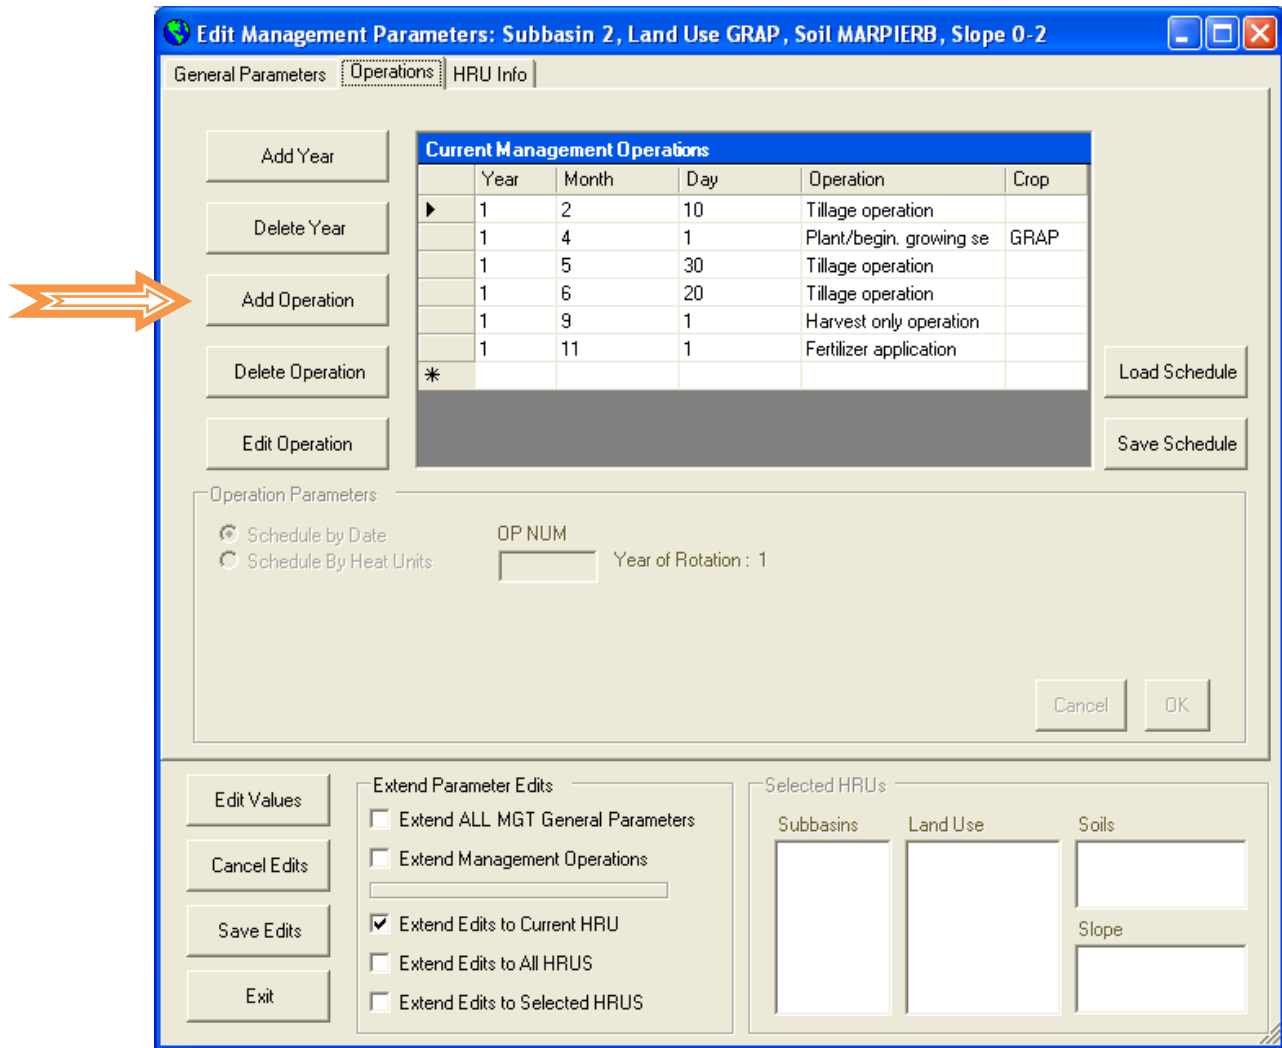 Edit Management Parameters: Subbasin 2, Land Use GRAP, Soil MARPIERB, Slope 0-2
General Parameters Operations HRU Info
Add Year
Delete Year
Add Operation
Delete Operation
Edit Operation
Current Management Operations
Year Month Day Operation Crop
1 2 10 Tillage operation
1 4 1 Plant/begin. growing se GRAP
1 5 30 Tillage operation
1 6 20 Tillage operation
1 9 1 Harvest only operation
1 11 1 Fertilizer application
Load Schedule
Save Schedule
Operation Parameters
Schedule by Date
Schedule By Heat Units
OP NUM
Year of Rotation : 1
Cancel OK
Edit Values
Cancel Edits
Save Edits
Exit
Extend Parameter Edits
Extend ALL MGT General Parameters
Extend Management Operations
Extend Edits to Current HRU
Extend Edits to All HRUS
Extend Edits to Selected HRUS
Selected HRUs
Subbasins Land Use Soils
Slope